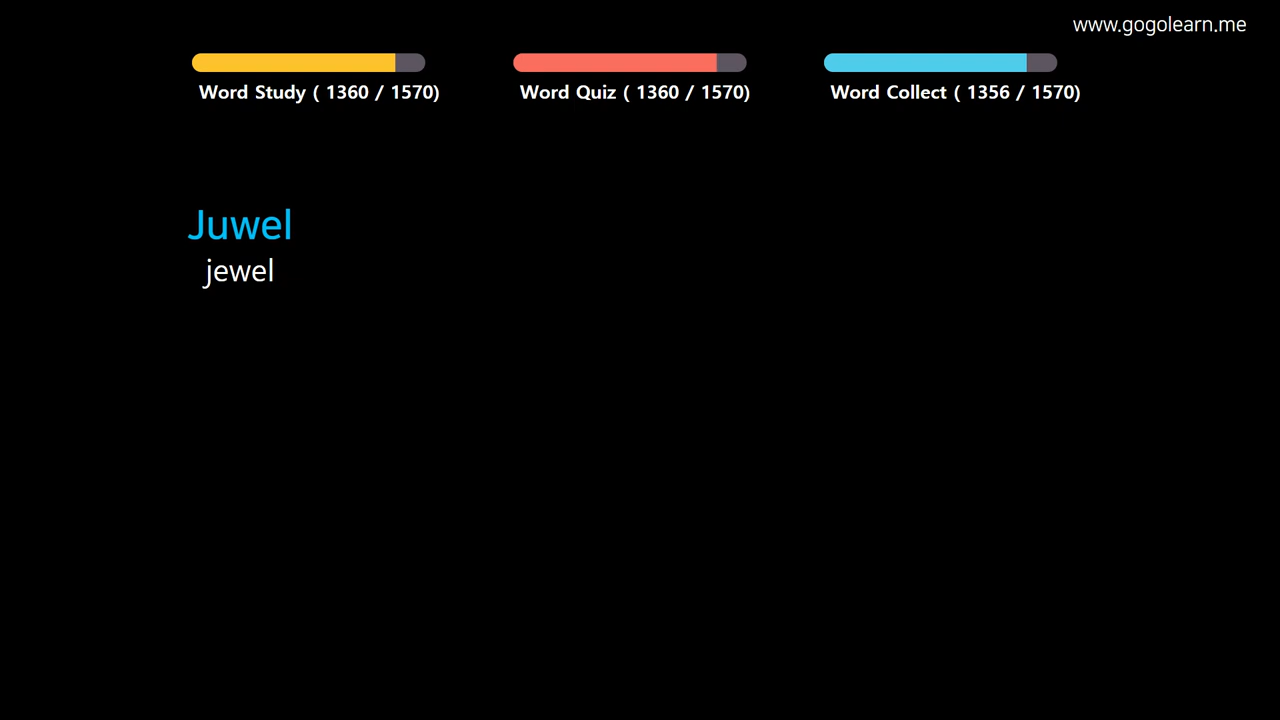 www.gogolearn.me
Word Study ( 1360 / 1570)
Word Quiz ( 1360 / 1570)
Word Collect ( 1356 / 1570)
Juwel
jewel